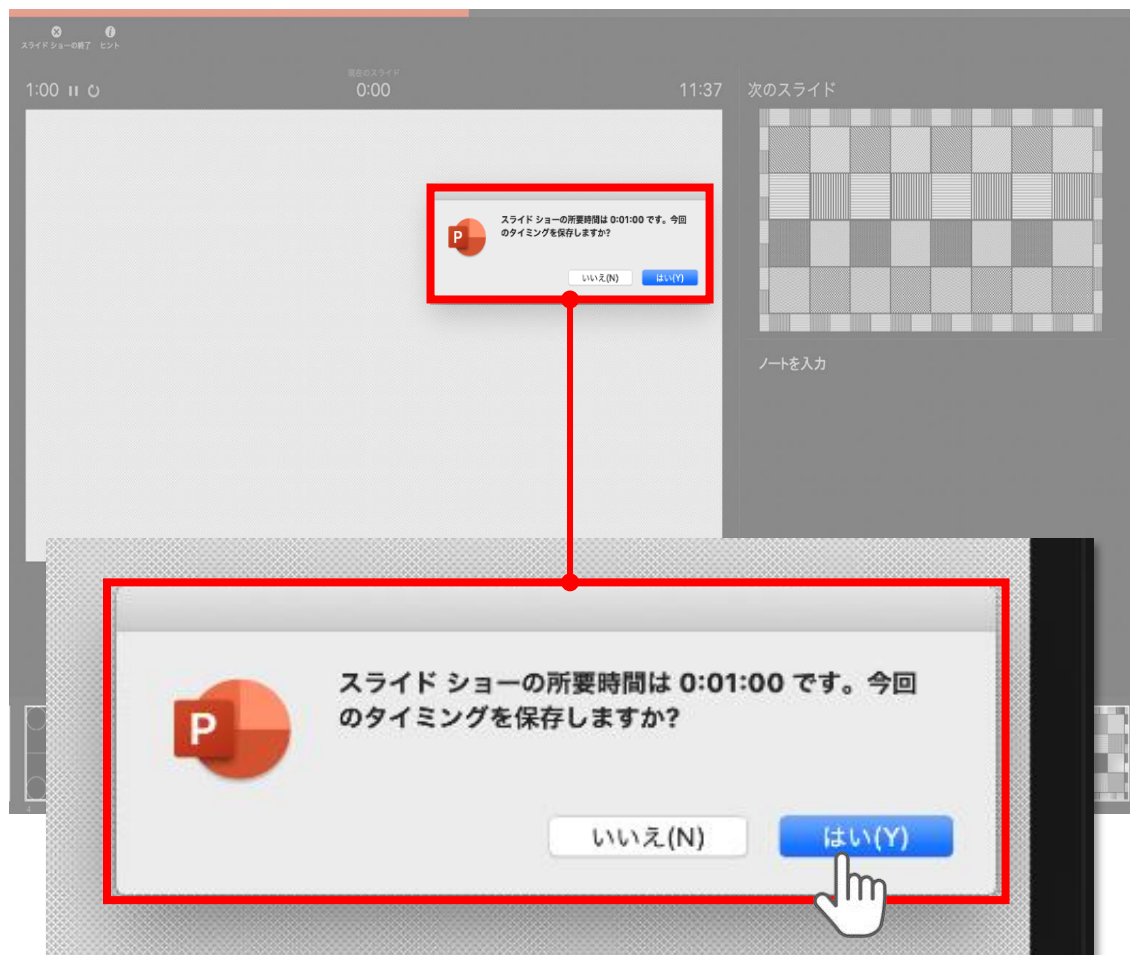 スライド ショーの終了 ヒント
現在のスライド
1:00 0:00 11:37 次のスライド
スライド ショーの所要時間は 0:01:00 です。今回
のタイミングを保存しますか?
いいえ(N) はい(Y)
P
ノートを入力
スライド ショーの所要時間は 0:01:00 です。今回
のタイミングを保存しますか?
P
いいえ(N) はい(Y)
4